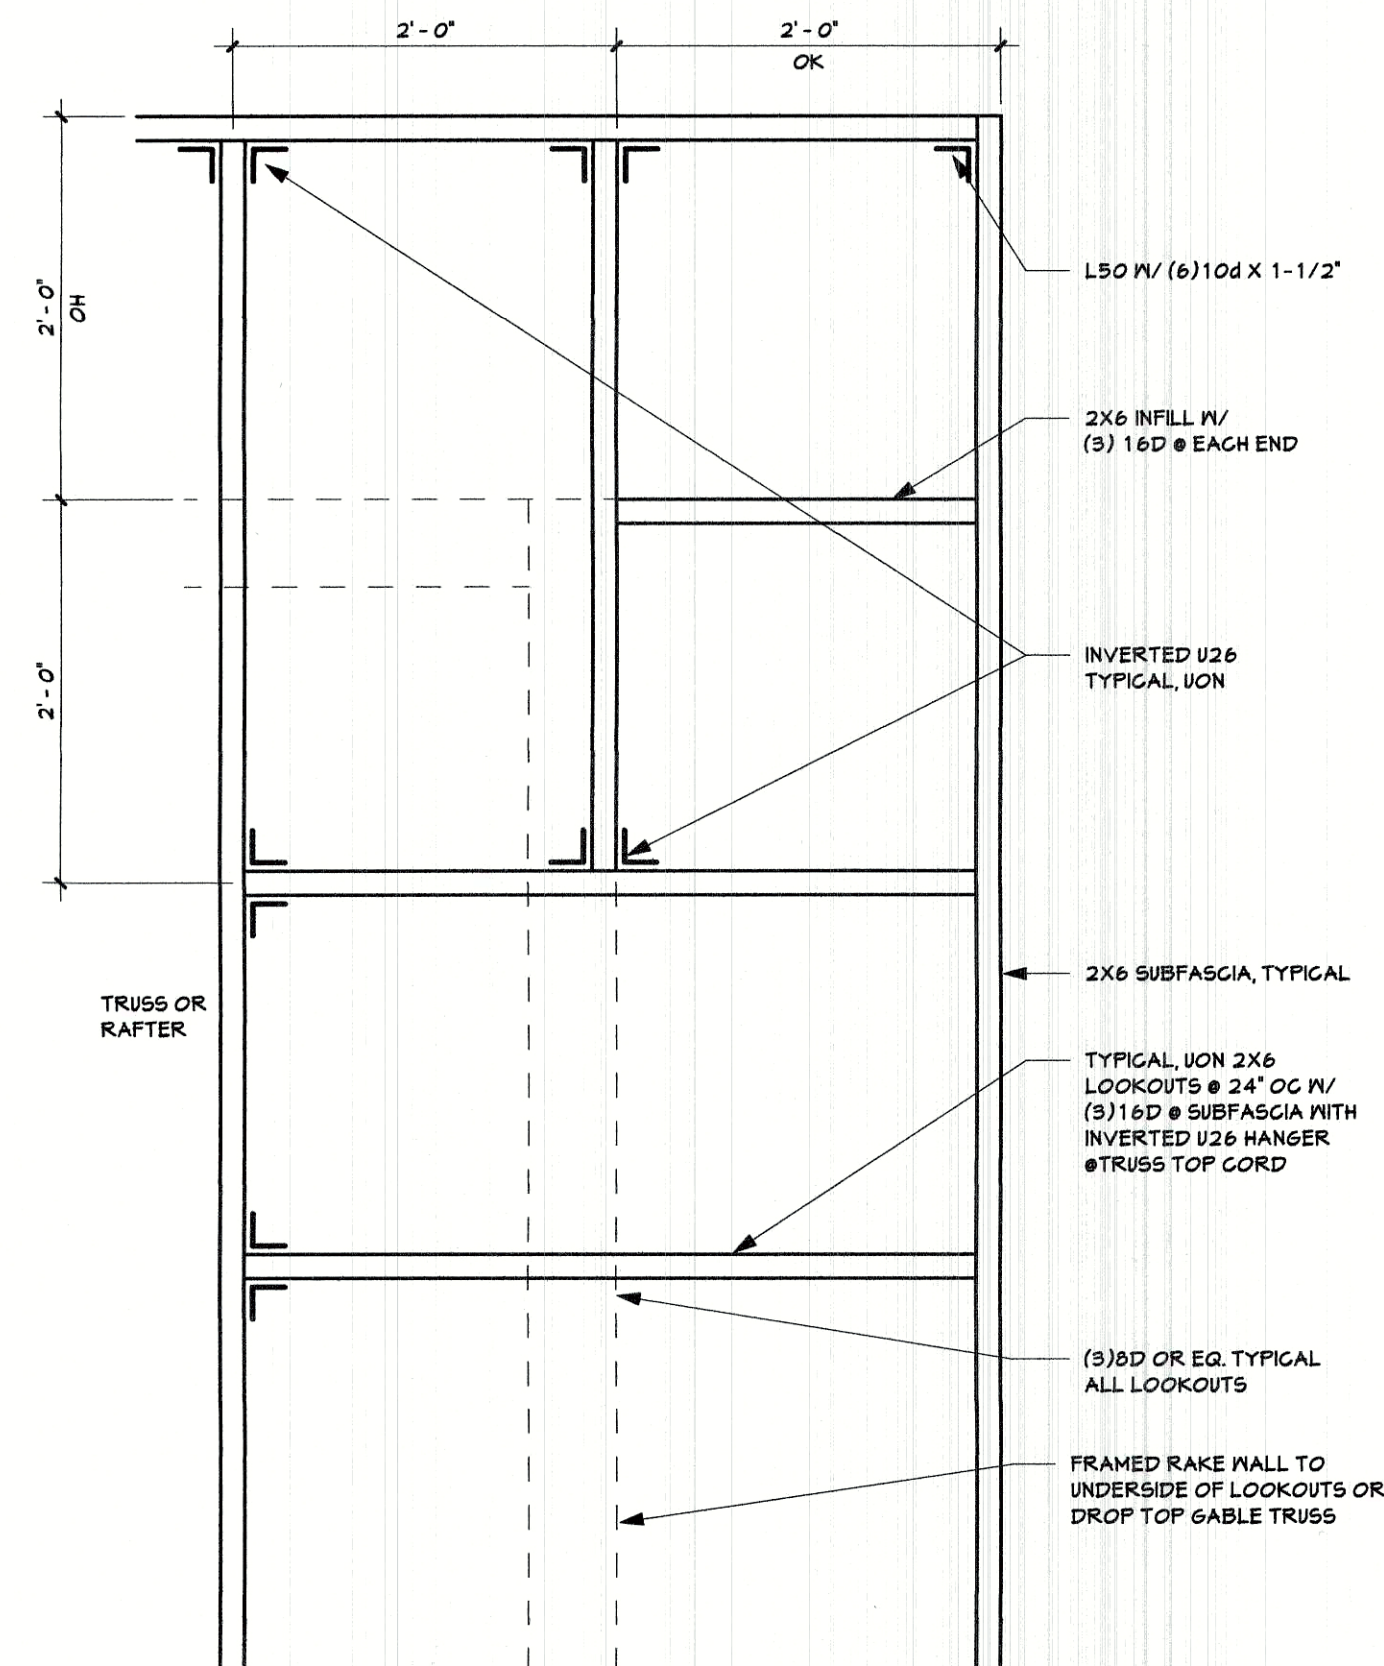 2'-0"
2'-0"
OK
2'-0"
OH
L50 W/ (6)10d X 1-1/2"
2X6 INFILL W/
(3) 16D @ EACH END
INVERTED U26
TYPICAL, UON
2'-0"
2X6 SUBFASCIA, TYPICAL
TRUSS OR
RAFTER
TYPICAL, UON 2X6
LOOKOUTS @ 24" OC W/
(3)16D @ SUBFASCIA WITH
INVERTED U26 HANGER
@TRUSS TOP CORD
(3)8D OR EQ. TYPICAL
ALL LOOKOUTS
FRAMED RAKE WALL TO
UNDERSIDE OF LOOKOUTS OR
DROP TOP GABLE TRUSS